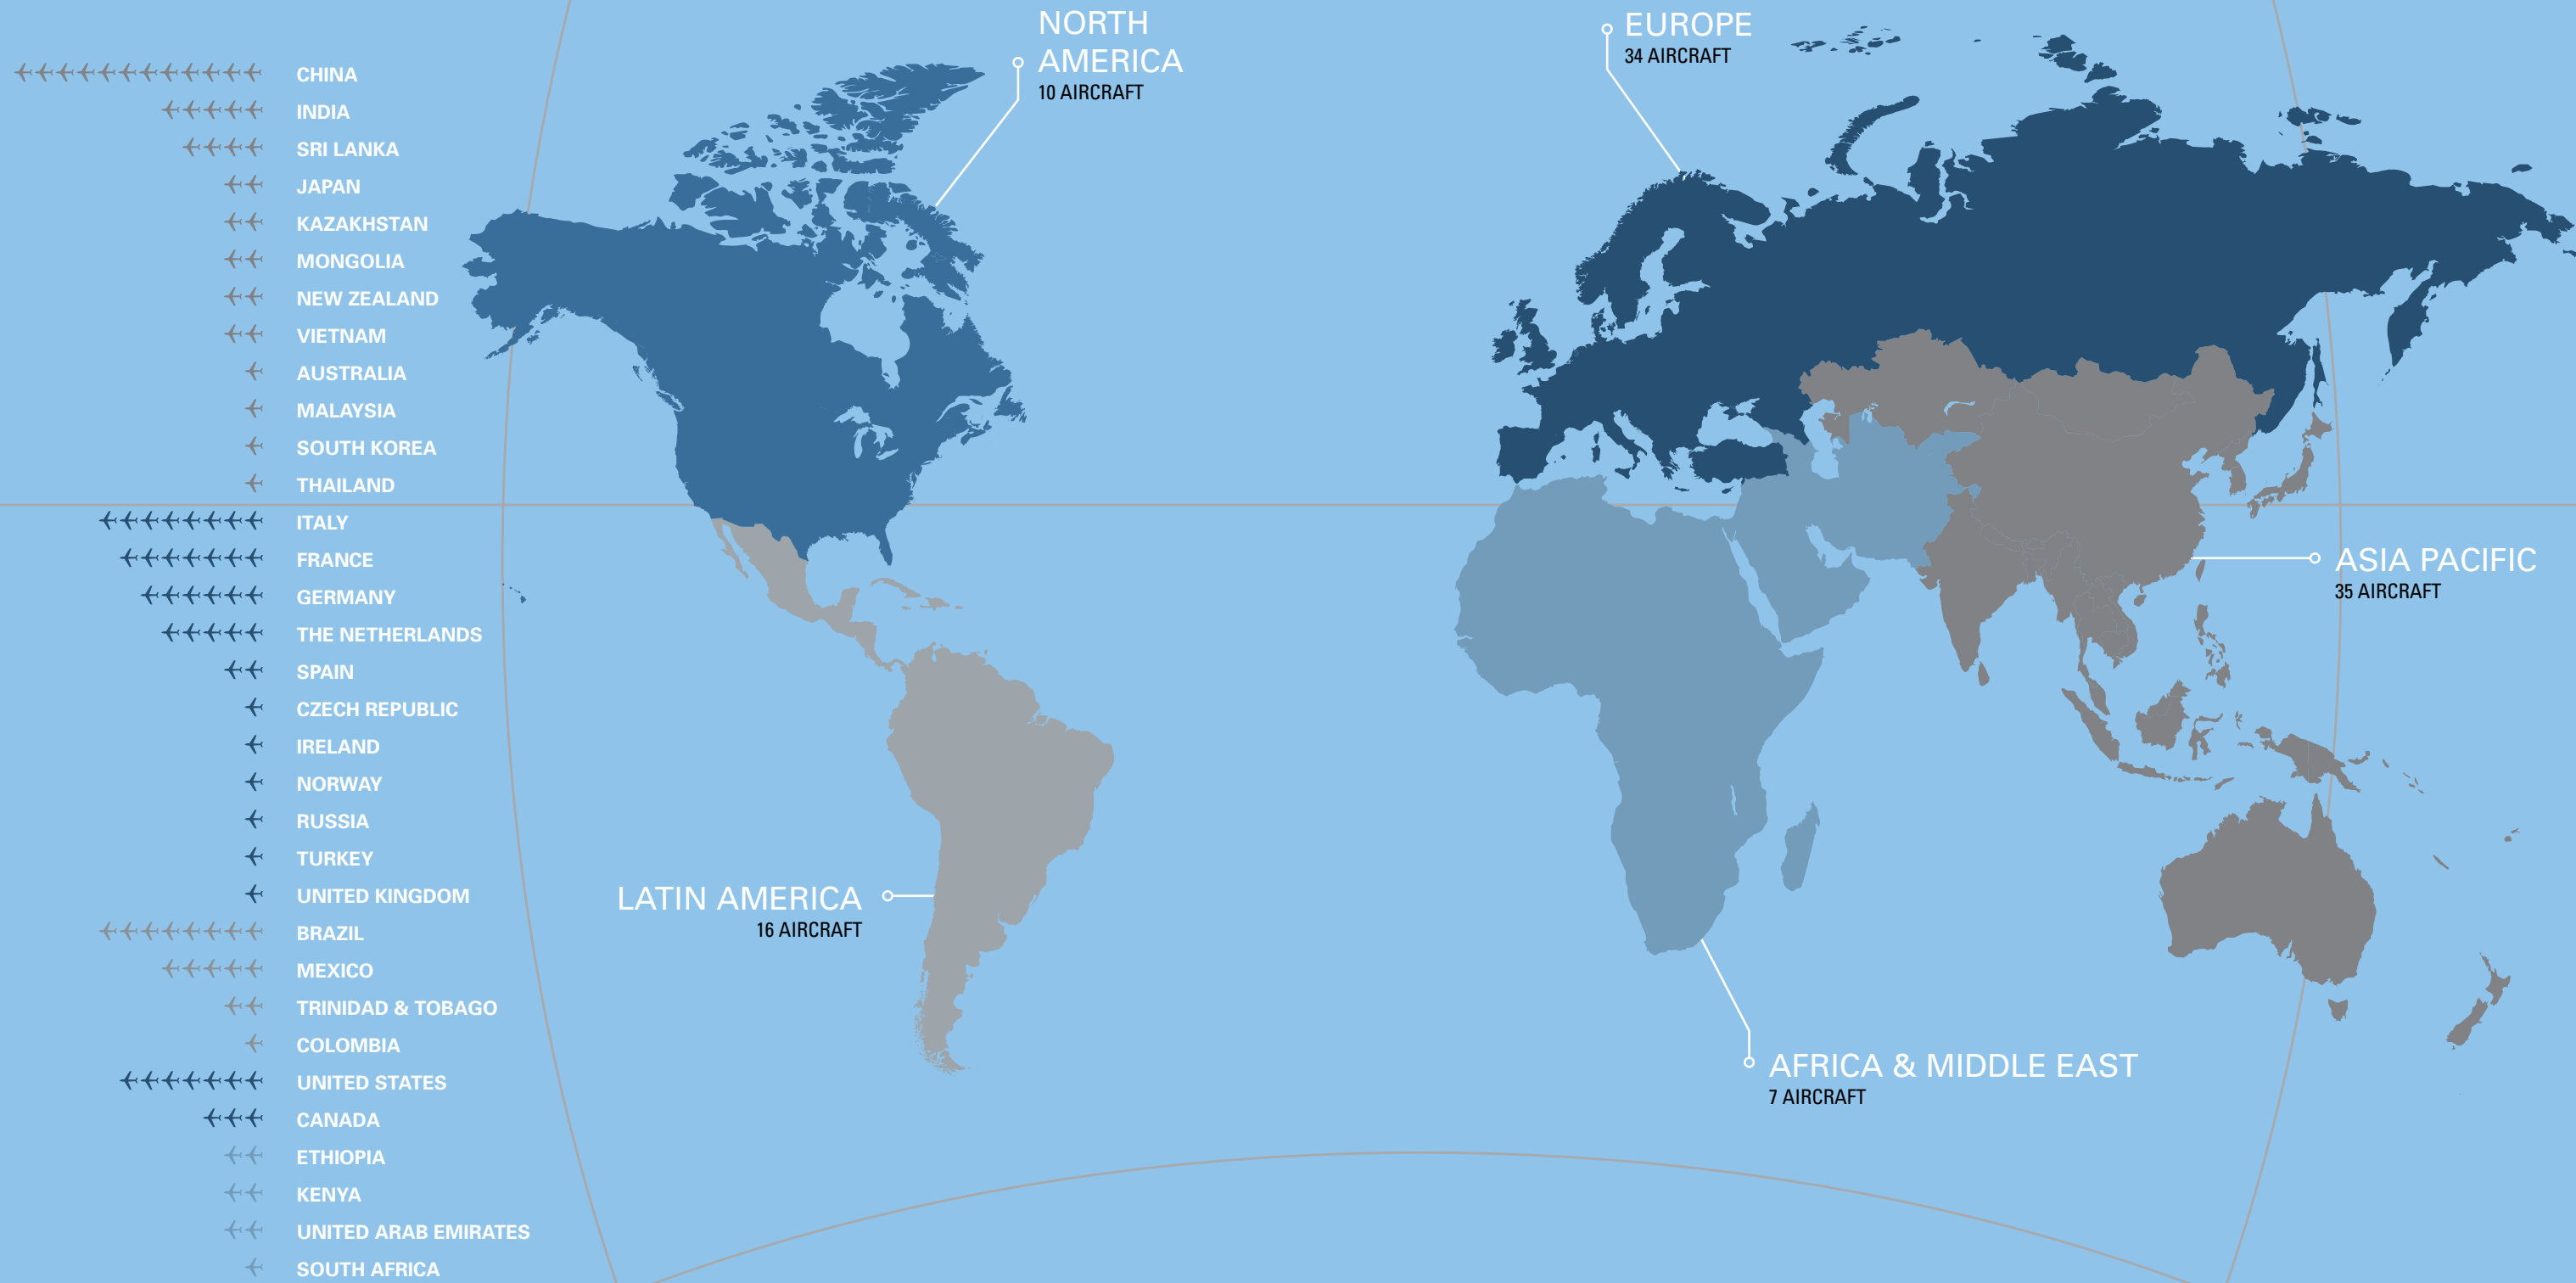 CHINA
INDIA
SRI LANKA
JAPAN
KAZAKHSTAN
MONGOLIA
NEW ZEALAND
VIETNAM
AUSTRALIA
MALAYSIA
SOUTH KOREA
THAILAND
ITALY
FRANCE
GERMANY
THE NETHERLANDS
SPAIN
CZECH REPUBLIC
IRELAND
NORWAY
RUSSIA
TURKEY
UNITED KINGDOM
BRAZIL
MEXICO
TRINIDAD & TOBAGO
COLOMBIA
UNITED STATES
CANADA
ETHIOPIA
KENYA
UNITED ARAB EMIRATES
SOUTH AFRICA
NORTH
AMERICA
10 AIRCRAFT
EUROPE
34 AIRCRAFT
ASIA PACIFIC
35 AIRCRAFT
LATIN AMERICA
16 AIRCRAFT
AFRICA & MIDDLE EAST
7 AIRCRAFT